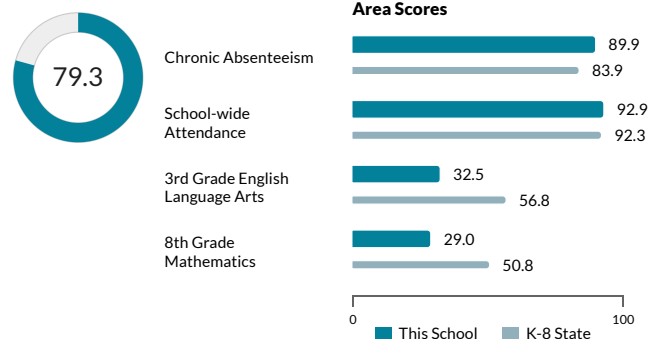 Area Scores
79.3
Chronic Absenteeism
89.9
83.9
School-wide
Attendance
92.9
92.3
3rd Grade English
Language Arts
32.5
56.8
8th Grade
Mathematics
29.0
50.8
0 100
This School K-8 State